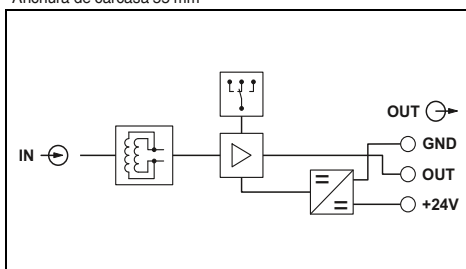 Anchura de carcasa 35 mm
OUT
GND
IN
OUT
+24V